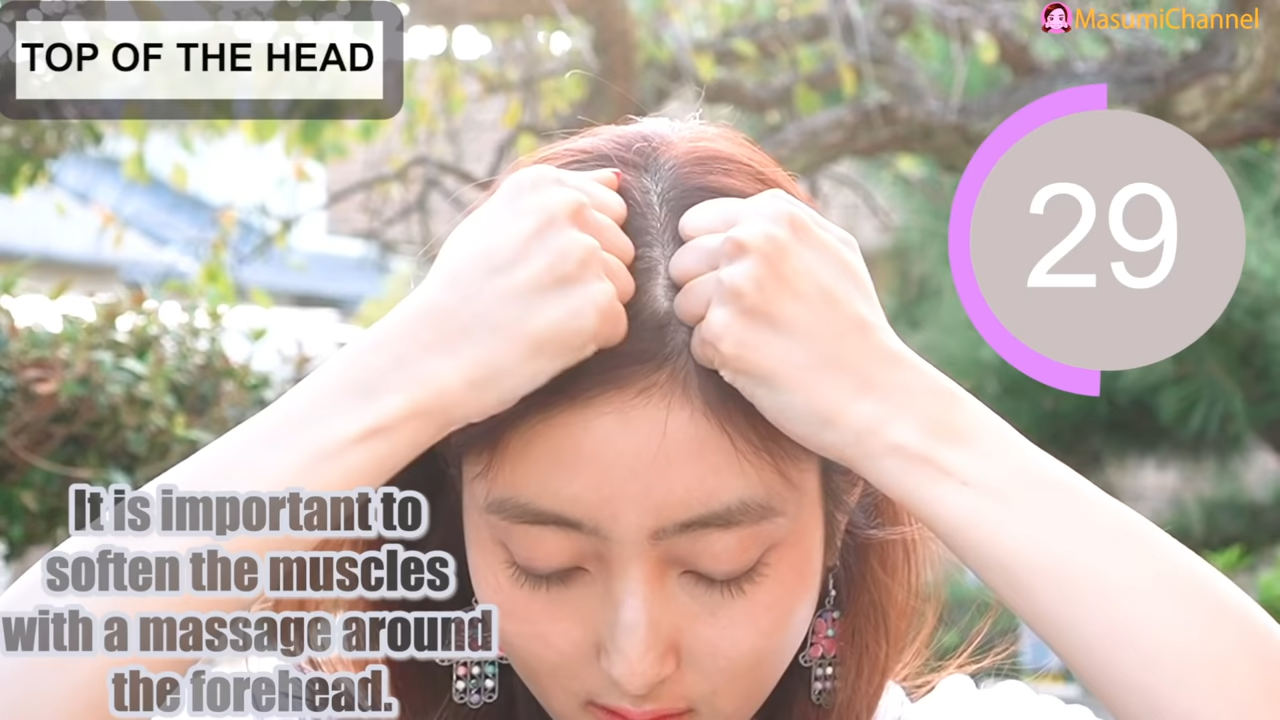 TOP OF THE HEAD
MasumiChannel
29
It is important to
soften the muscles
with a massage around
the forehead.